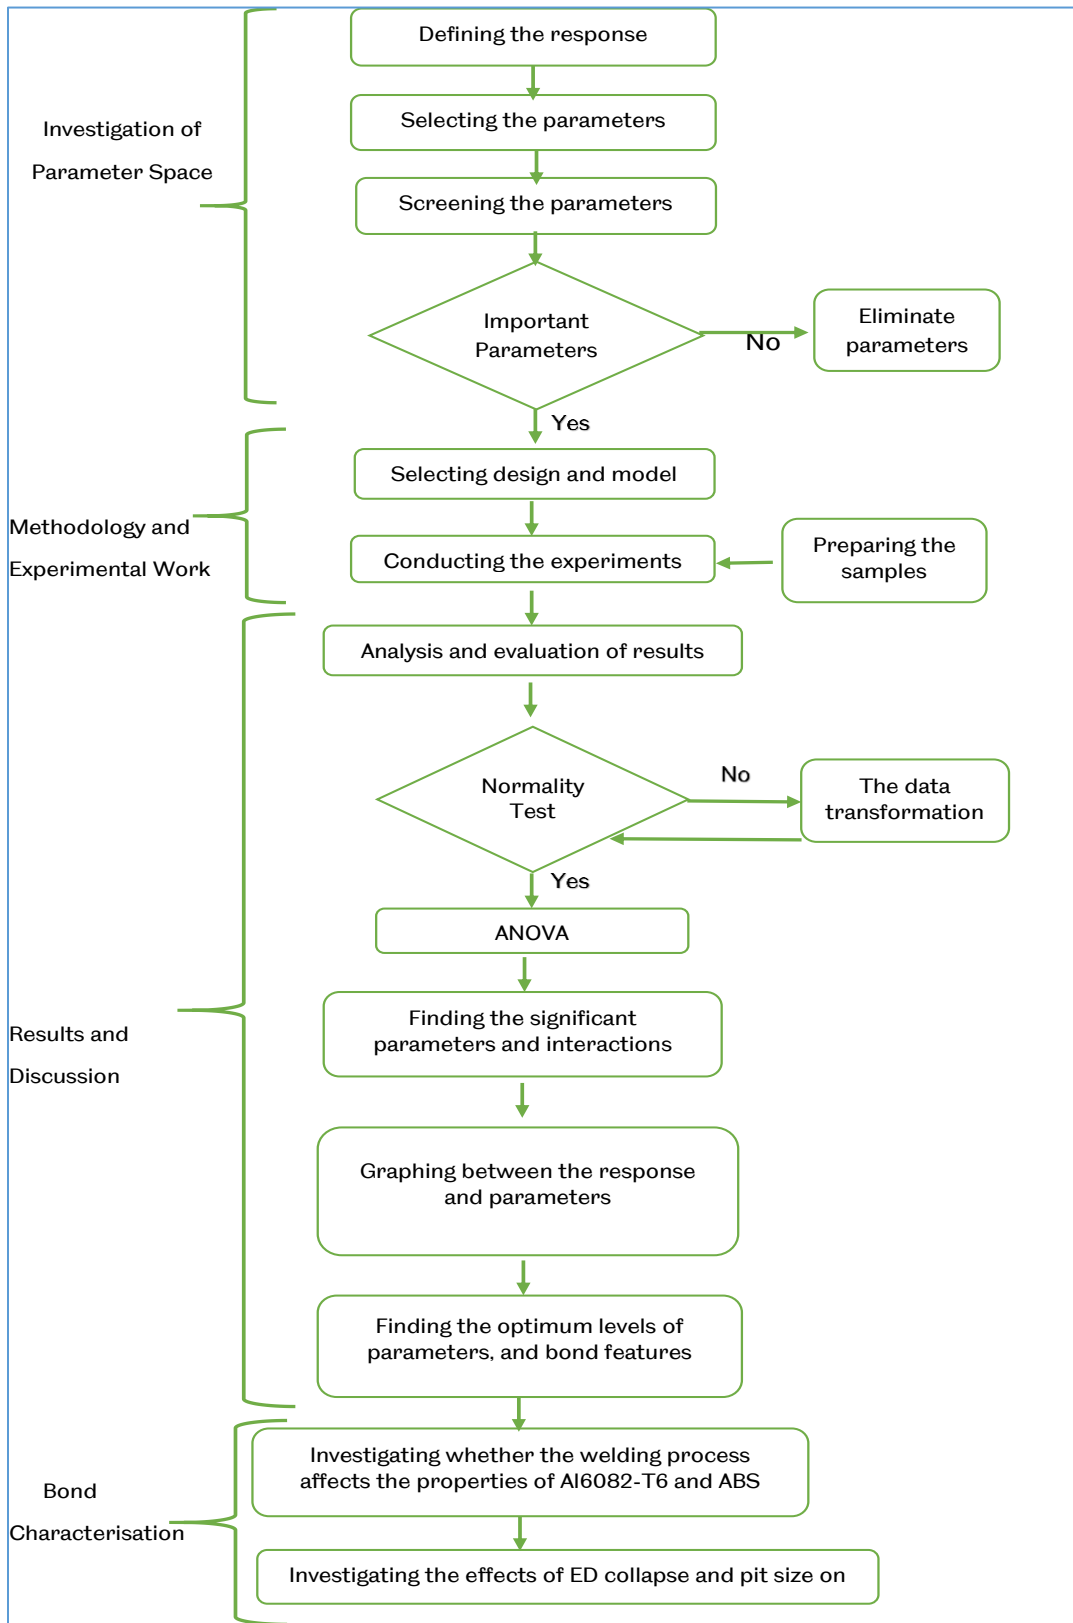 Defining the response
Investigation of
Parameter Space
Selecting the parameters
Screening the parameters
Important
Parameters
No
Eliminate
parameters
Yes
Methodology and
Experimental Work
Selecting design and model
Conducting the experiments
Preparing the
samples
Results and
Discussion
Analysis and evaluation of results
Normality
Test
No
The data
transformation
Yes
ANOVA
Finding the significant
parameters and interactions
Graphing between the response
and parameters
Finding the optimum levels of
parameters, and bond features
Bond
Characterisation
Investigating whether the welding process
affects the properties of Al6082-T6 and ABS
Investigating the effects of ED collapse and pit size on